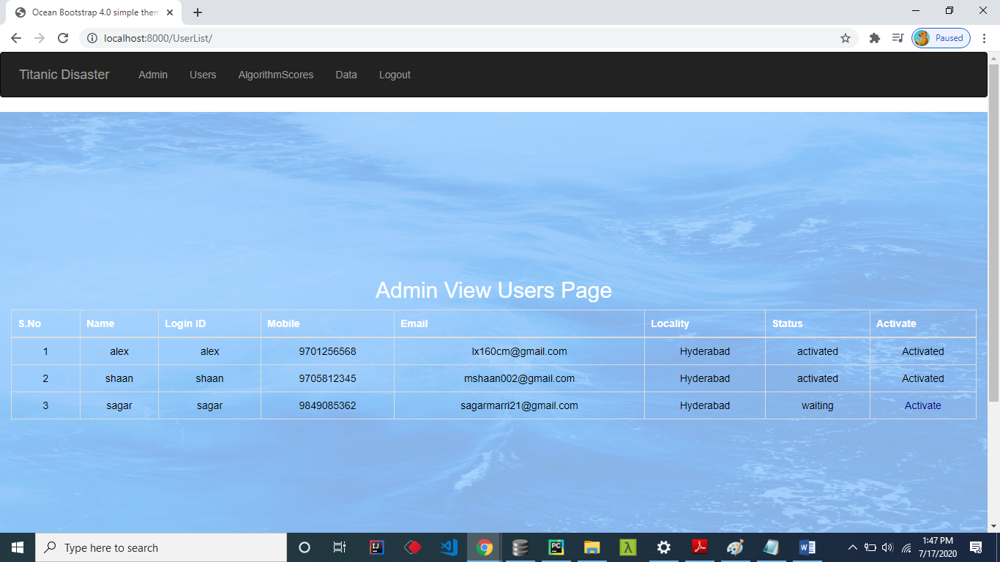 Ocean Bootstrap 4.0 simple them
localhost:8000/UserList/
Paused
Titanic Disaster Admin Users AlgorithmScores Data Logout
Admin View Users Page
S.No Name Login ID Mobile Email Locality Status Activate
1 alex alex 9701256568 lx160cm@gmail.com Hyderabad activated Activated
2 shaan shaan 9705812345 mshaan002@gmail.com Hyderabad activated Activated
3 sagar sagar 9849085362 sagarmarri21@gmail.com Hyderabad waiting Activate
Type here to search
IJ
PC
W
1:47 PM
7/17/2020